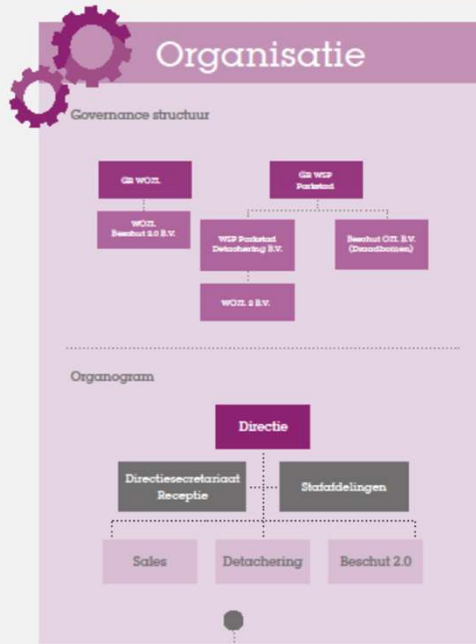 Organisatie
Governance structuur
GR WOZL
GR WSP
Parkstad
WOZL
Beschut 2.0 B.V.
WSP Parkstad
Detachering B.V.
Beschut OZL B.V.
WOZL 2 B.V.
Organogram
Directie
Directiesecretariaat
Receptie
Stafafdelingen
Sales
Detachering
Beschut 2.0